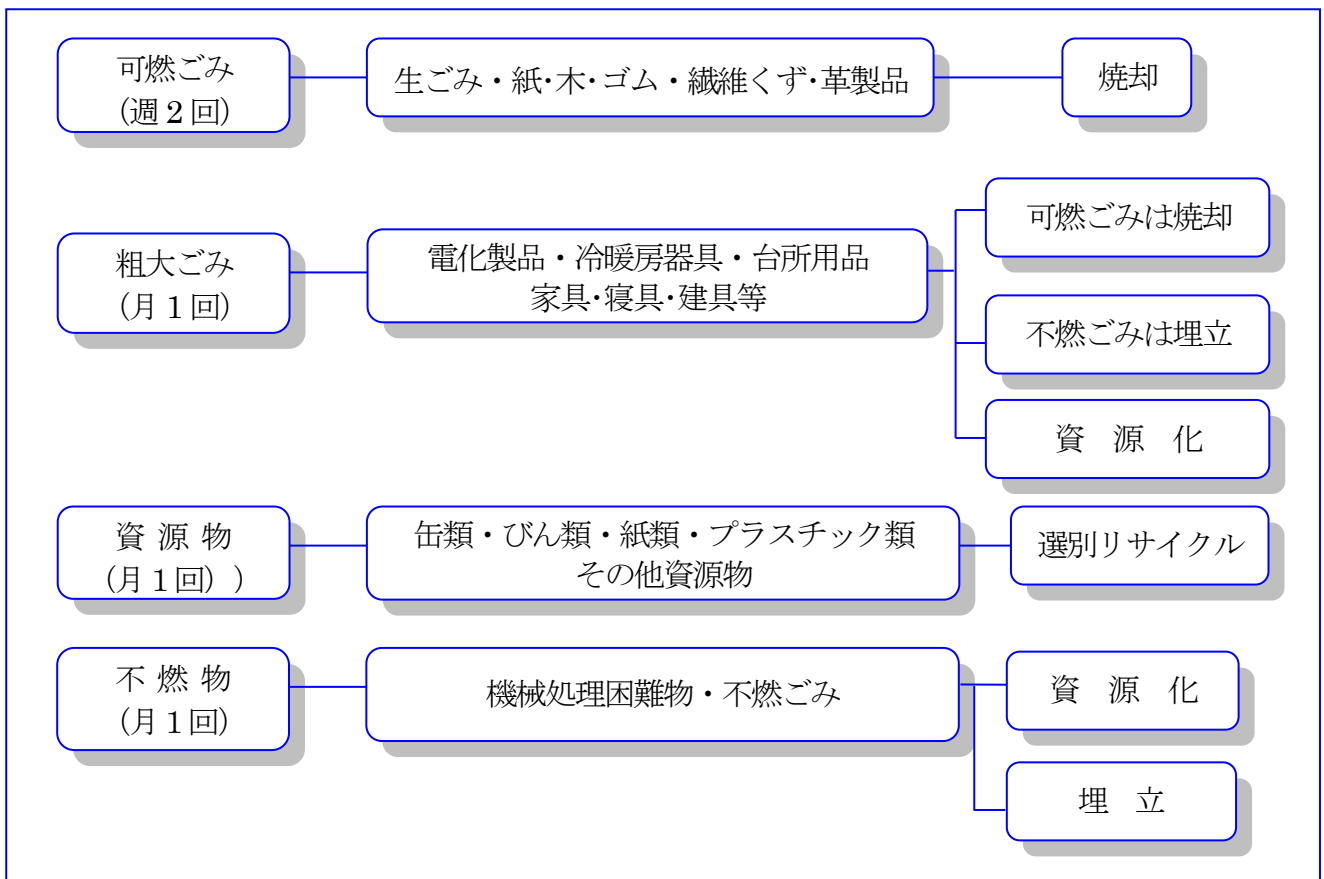 可燃ごみ
(週2回)
生ごみ・紙・木・ゴム・繊維くず・革製品
焼却
粗大ごみ
(月1回)
電化製品・冷暖房器具・台所用品
家具・寝具・建具等
可燃ごみは焼却
不燃ごみは埋立
資 源 化
資 源 物
(月1回) )
缶類・びん類・紙類・プラスチック類
その他資源物
選別リサイクル
不 燃 物
(月1回)
機械処理困難物・不燃ごみ
資 源 化
埋 立